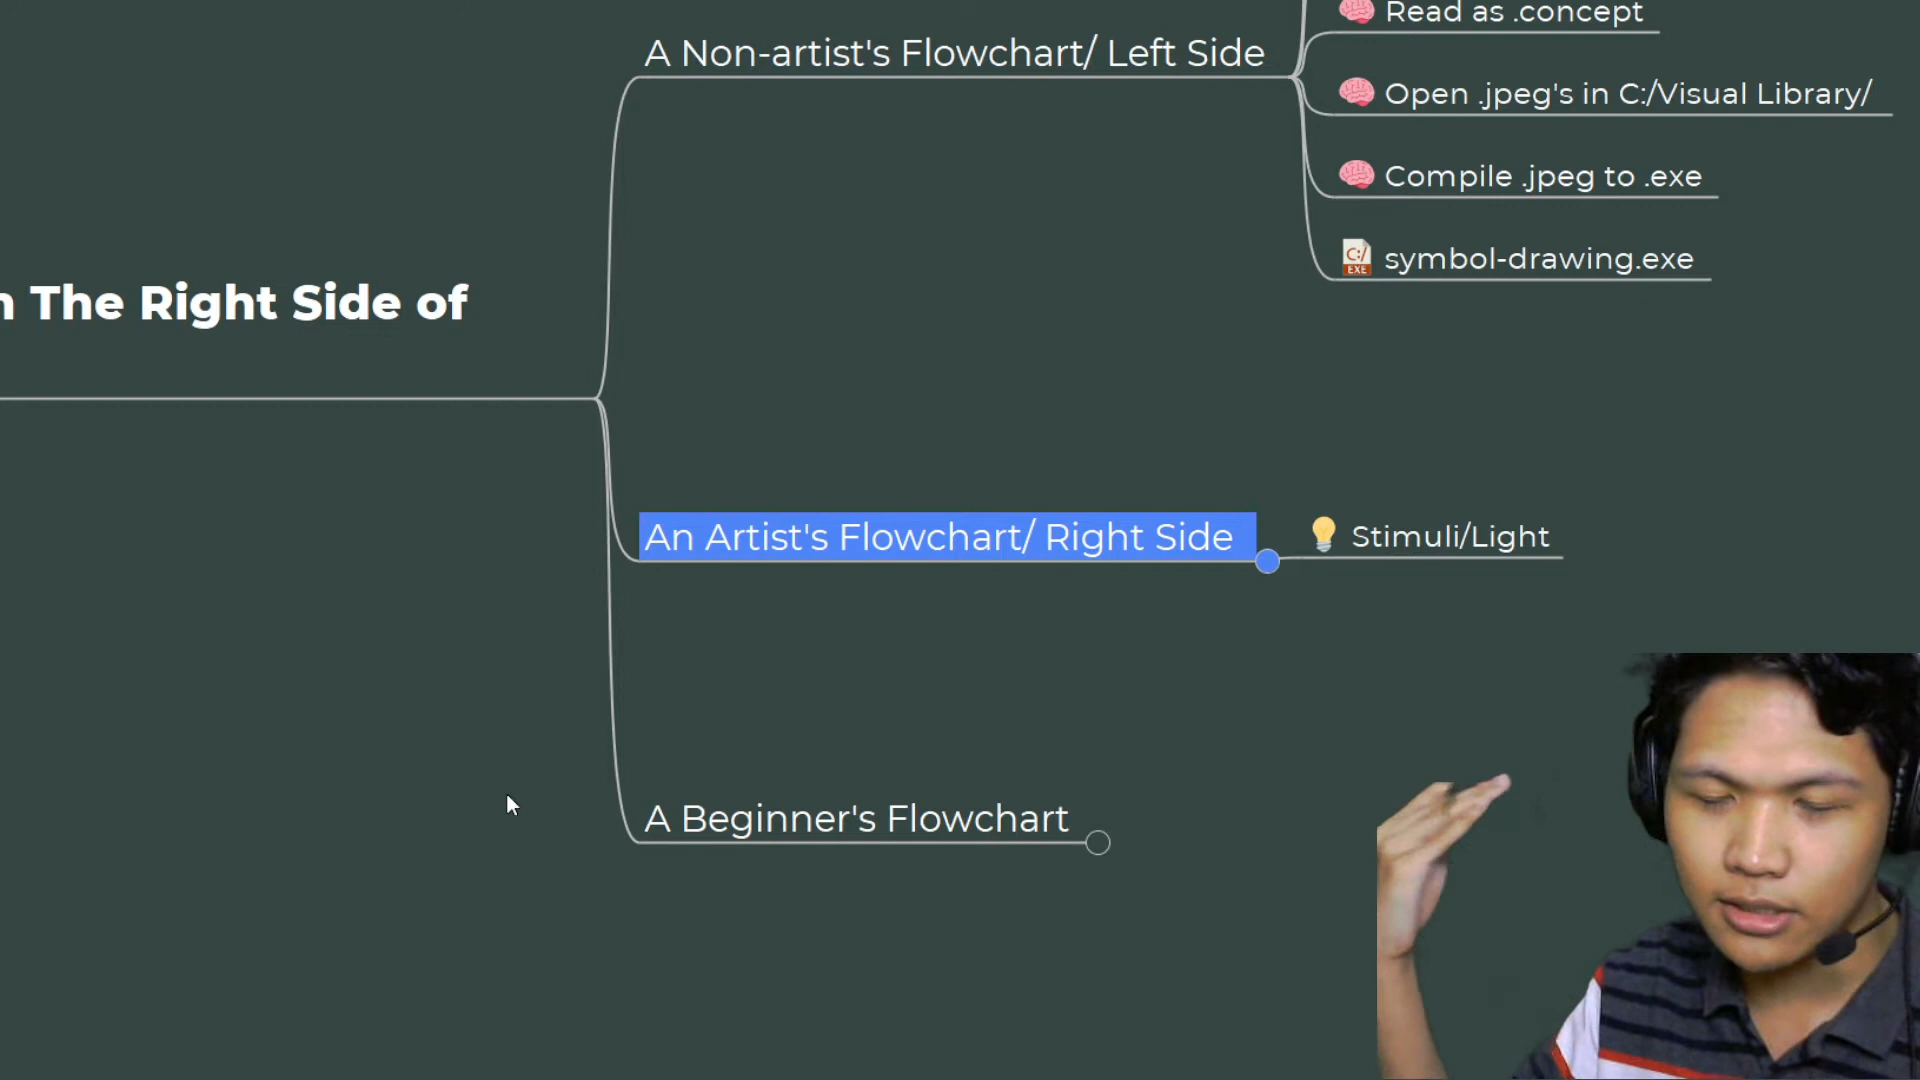 Read as .concept
A Non-artist's Flowchart/ Left Side
Open .jpeg's in C:/Visual Library/
Compile .jpeg to .exe
C:/
EXE
symbol-drawing.exe
The Right Side of
An Artist's Flowchart/ Right Side
Stimuli/Light
A Beginner's Flowchart